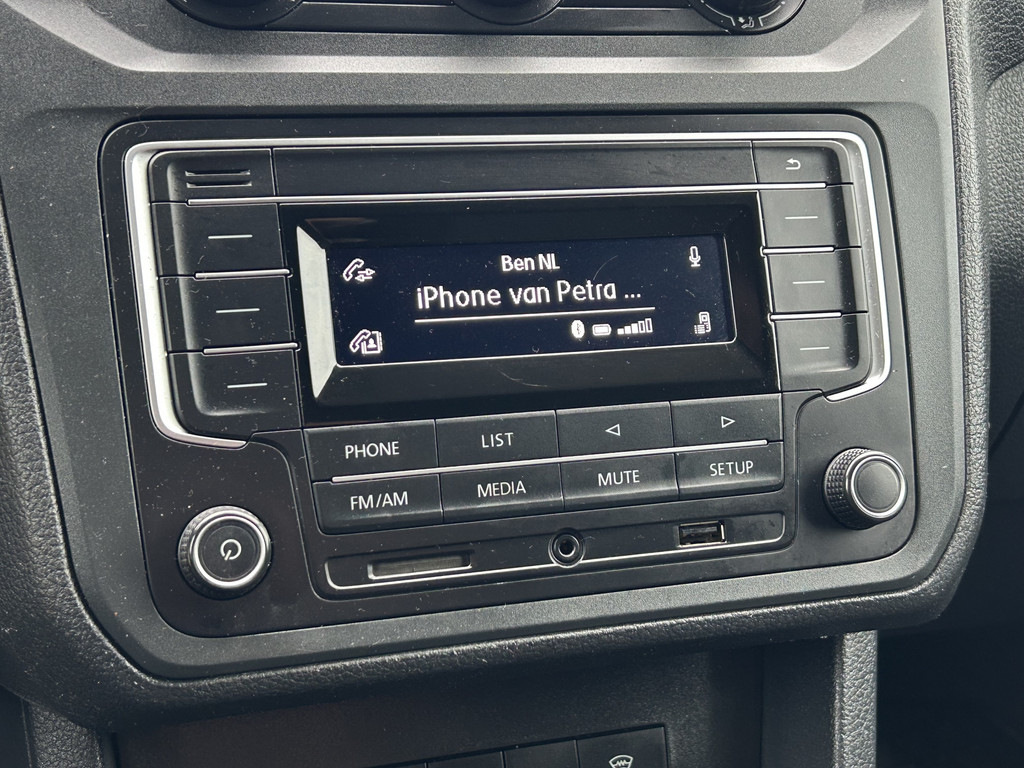 Ben NL
iPhone van Petra ...
PHONE
LIST
FM/AM
MEDIA
MUTE
SETUP